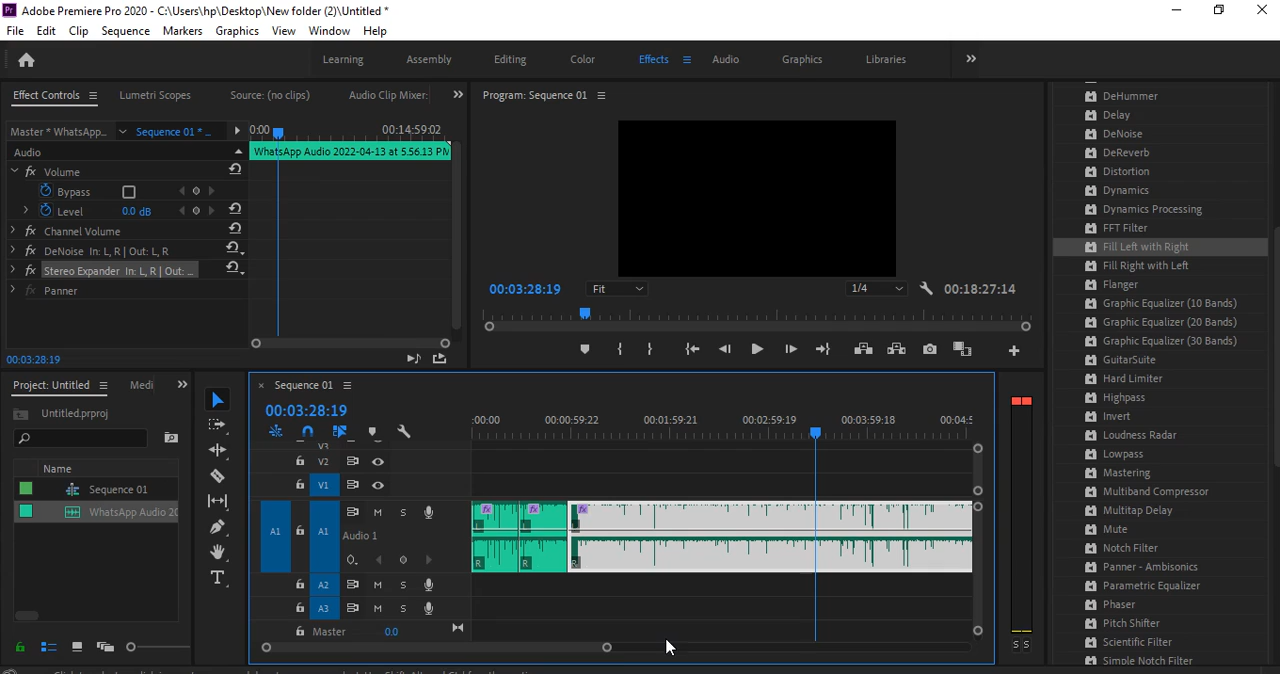 Pr Adobe Premiere Pro 2020 - C:\Users\hp\Desktop\New folder (2)\Untitled *
File Edit Clip Sequence Markers Graphics View Window Help
Learning Assembly Editing Color Effects Audio Graphics Libraries
Effect Controls Lumetri Scopes Source: (no clips) Audio Clip Mixer:
Master * WhatsApp... Sequence 01 * ...
0:00 00:14:59:02
Audio
WhatsApp Audio 2022-04-13 at 5.56.13 PM
fx Volume
Bypass
Level 0.0 dB
fx Channel Volume
fx DeNoise In: L, R | Out: L, R
fx Stereo Expander In: L, R | Out: ...
fx Panner
00:03:28:19
Program: Sequence 01
00:03:28:19 Fit 1/4 00:18:27:14
DeHummer
Delay
DeNoise
DeReverb
Distortion
Dynamics
Dynamics Processing
FFT Filter
Fill Left with Right
Fill Right with Left
Flanger
Graphic Equalizer (10 Bands)
Graphic Equalizer (20 Bands)
Graphic Equalizer (30 Bands)
GuitarSuite
Hard Limiter
Highpass
Invert
Loudness Radar
Lowpass
Mastering
Multiband Compressor
Multitap Delay
Mute
Notch Filter
Panner - Ambisonics
Parametric Equalizer
Phaser
Pitch Shifter
Scientific Filter
Simple Notch Filter
Project: Untitled Medi
Untitled.prproj
Name
Sequence 01
WhatsApp Audio 20
T
× Sequence 01
00:03:28:19
:00:00 00:00:59:22 00:01:59:21 00:02:59:19 00:03:59:18 00:04:5
V3
V2
V1
A1 A1 M S
Audio 1
fx fx fx
L L L
R R R
A2 M S
A3 M S
Master 0.0
S S